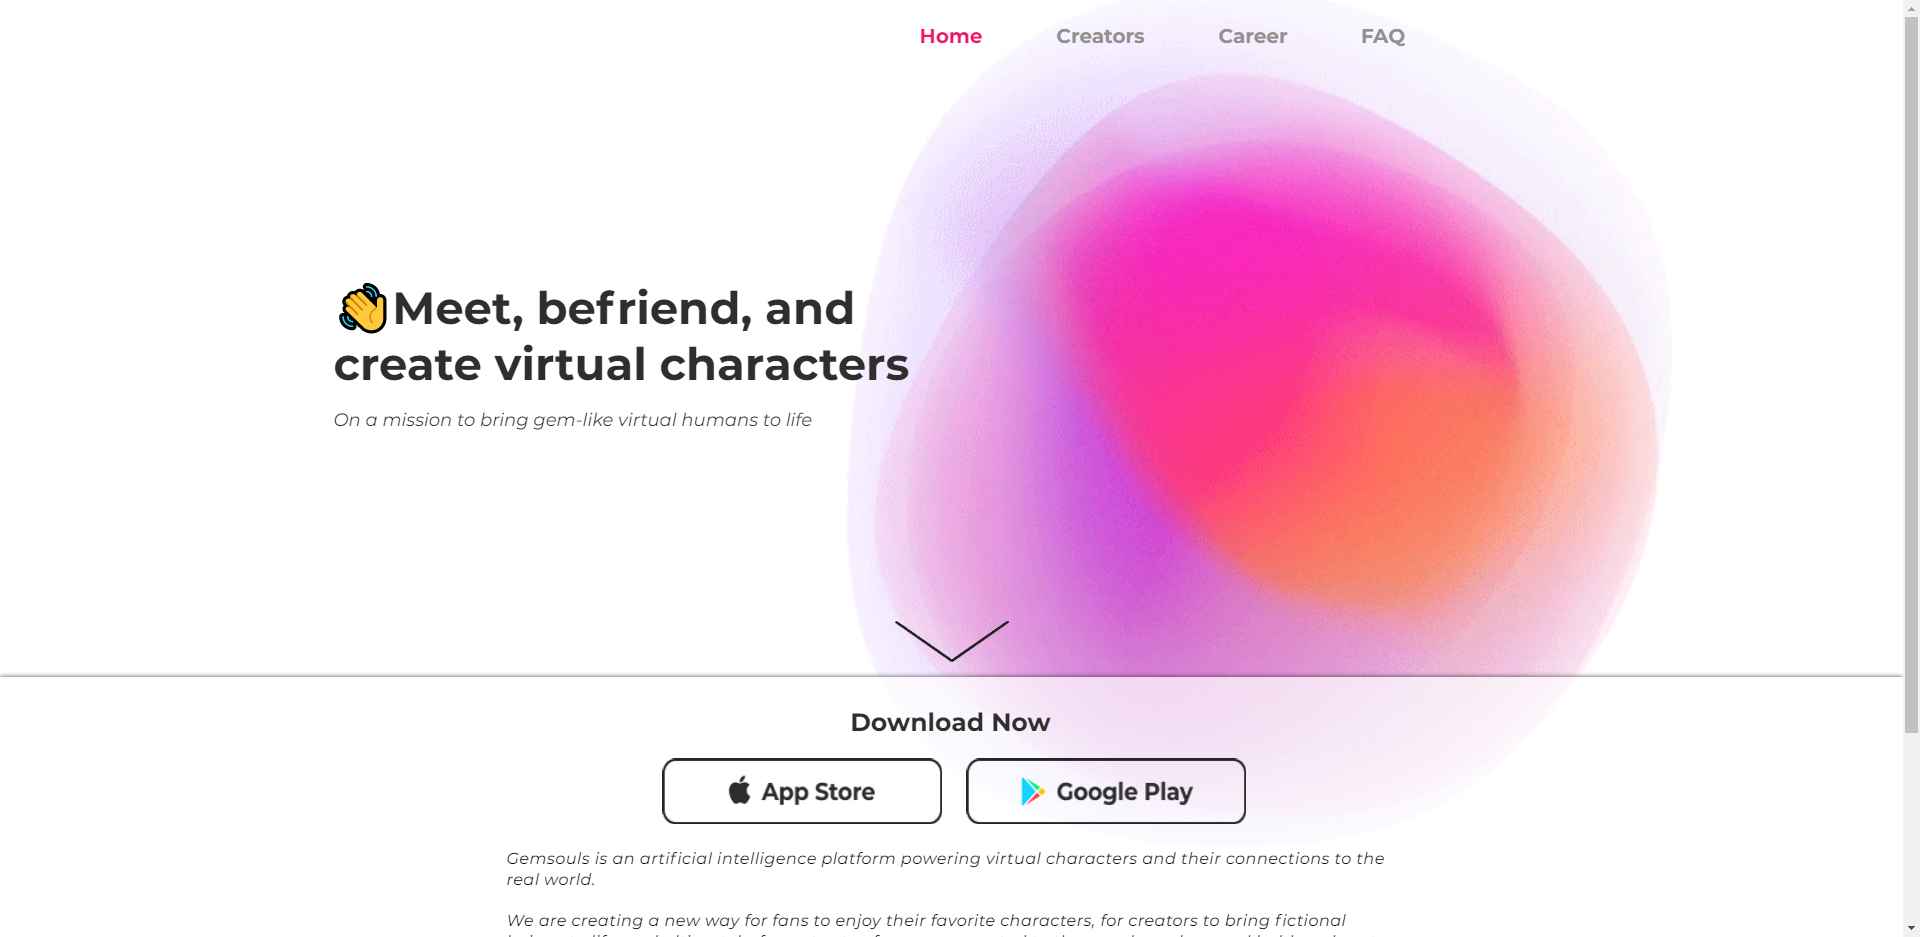 Home
Creators
Career
FAQ
Meet, befriend, and
create virtual characters
On a mission to bring gem-like virtual humans to life
Download Now
App Store
Google Play
Gemsouls is an artificial intelligence platform powering virtual characters and their connections to the
real world.
We are creating a new way for fans to enjoy their favorite characters, for creators to bring fictional